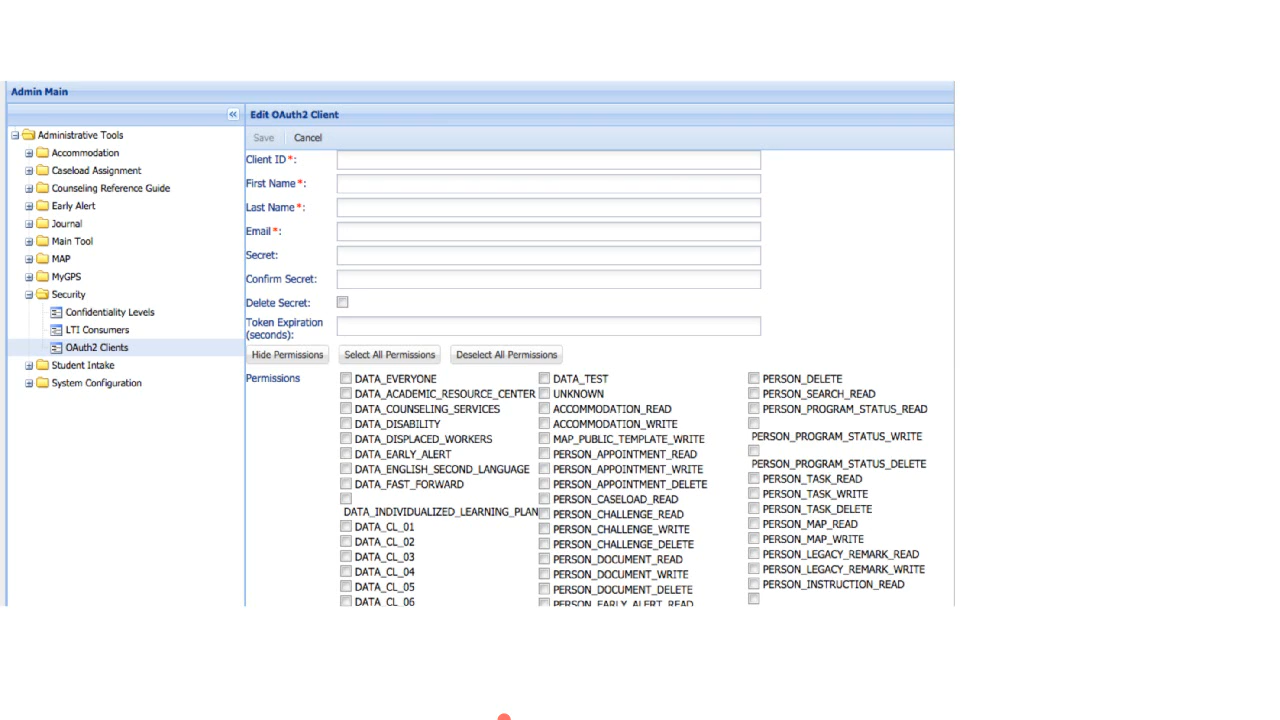 Admin Main
Edit OAuth2 Client
Save Cancel
Administrative Tools
Accommodation
Caseload Assignment
Counseling Reference Guide
Early Alert
Journal
Main Tool
MAP
MyGPS
Security
Confidentiality Levels
LTI Consumers
OAuth2 Clients
Student Intake
System Configuration
Client ID*:
First Name*:
Last Name*:
Email*:
Secret:
Confirm Secret:
Delete Secret:
Token Expiration
(seconds):
Hide Permissions Select All Permissions Deselect All Permissions
Permissions
DATA_EVERYONE
DATA_ACADEMIC_RESOURCE_CENTER
DATA_COUNSELING_SERVICES
DATA_DISABILITY
DATA_DISPLACED_WORKERS
DATA_EARLY_ALERT
DATA_ENGLISH_SECOND_LANGUAGE
DATA_FAST_FORWARD
DATA_INDIVIDUALIZED_LEARNING_PLAN
DATA_CL_01
DATA_CL_02
DATA_CL_03
DATA_CL_04
DATA_CL_05
DATA_CL_06
DATA_TEST
UNKNOWN
ACCOMMODATION_READ
ACCOMMODATION_WRITE
MAP_PUBLIC_TEMPLATE_WRITE
PERSON_APPOINTMENT_READ
PERSON_APPOINTMENT_WRITE
PERSON_APPOINTMENT_DELETE
PERSON_CASELOAD_READ
PERSON_CHALLENGE_READ
PERSON_CHALLENGE_WRITE
PERSON_CHALLENGE_DELETE
PERSON_DOCUMENT_READ
PERSON_DOCUMENT_WRITE
PERSON_DOCUMENT_DELETE
PERSON_EARLY_ALERT_READ
PERSON_DELETE
PERSON_SEARCH_READ
PERSON_PROGRAM_STATUS_READ
PERSON_PROGRAM_STATUS_WRITE
PERSON_PROGRAM_STATUS_DELETE
PERSON_TASK_READ
PERSON_TASK_WRITE
PERSON_TASK_DELETE
PERSON_MAP_READ
PERSON_MAP_WRITE
PERSON_LEGACY_REMARK_READ
PERSON_LEGACY_REMARK_WRITE
PERSON_INSTRUCTION_READ